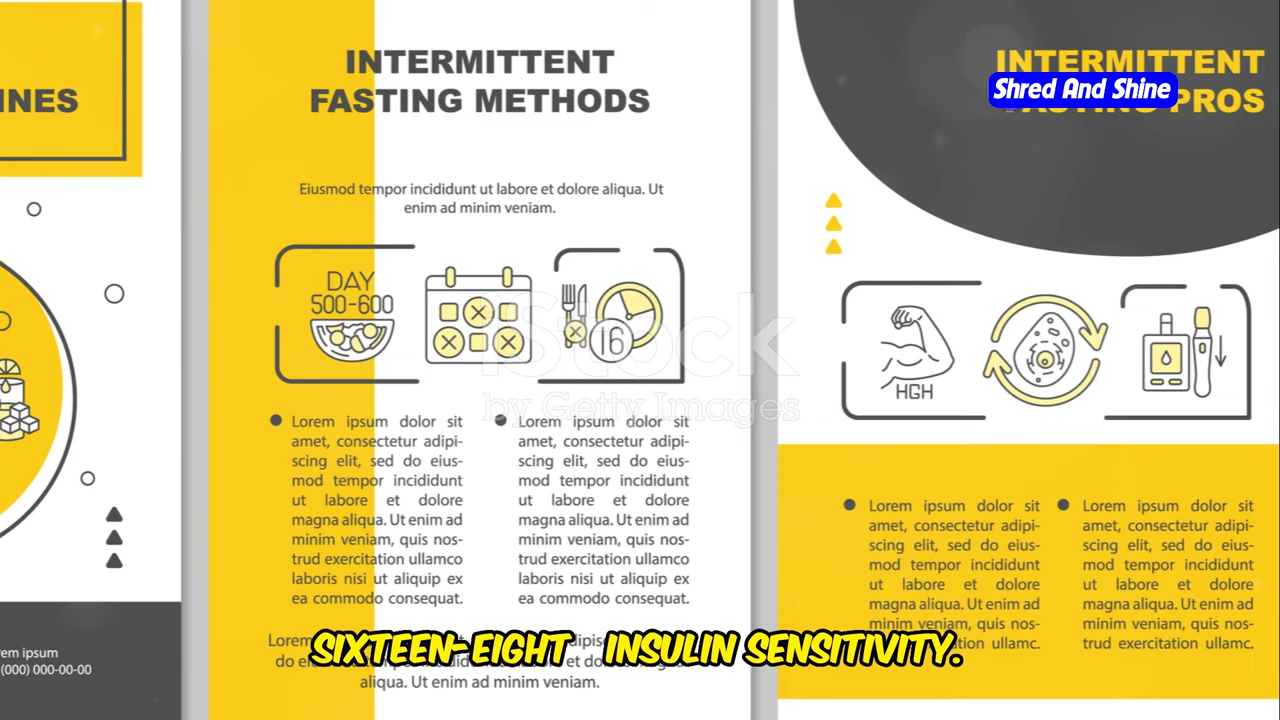 INES
rem ipsum
(000) 000-00-00
INTERMITTENT
FASTING METHODS
Eiusmod tempor incididunt ut labore et dolore aliqua. Ut
enim ad minim veniam.
DAY
500-600
16
Lorem ipsum dolor sit
amet, consectetur adipi-
scing elit, sed do eius-
mod tempor incididunt
ut labore et dolore
magna aliqua. Ut enim ad
minim veniam, quis nos-
trud exercitation ullamco
laboris nisi ut aliquip ex
ea commodo consequat.
Lorem ipsum dolor sit
amet, consectetur adipi-
scing elit, sed do eius-
mod tempor incididunt
ut labore et dolore
magna aliqua. Ut enim ad
minim veniam, quis nos-
trud exercitation ullamco
laboris nisi ut aliquip ex
ea commodo consequat.
aliqua. Ut enim ad minim veniam.
iStock
by Getty Images
INTERMITTENT
PROS
Shred And Shine
HGH
Lorem ipsum dolor sit
amet, consectetur adipi-
scing elit, sed do eius-
mod tempor incididunt
ut labore et dolore
magna aliqua. Ut enim ad
minim veniam, quis nos-
ullamc.
Lorem ipsum dolor sit
amet, consectetur adipi-
scing elit, sed do eius-
mod tempor incididunt
ut labore et dolore
magna aliqua. Ut enim ad
minim veniam, quis nos-
trud exercitation ullamc.
SIXTEEN-EIGHT INSULIN SENSITIVITY.